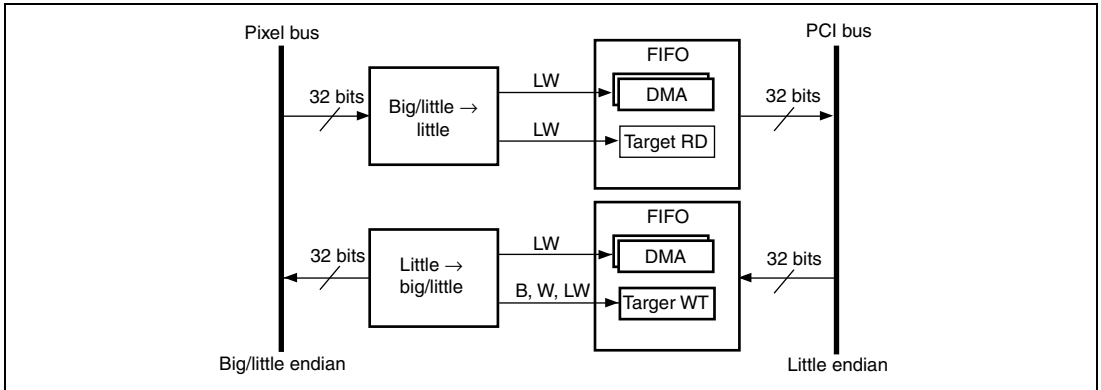 Pixel bus
PCI bus
FIFO
32 bits
Big/little →
little
LW
LW
DMA
Target RD
32 bits
FIFO
32 bits
Little →
big/little
LW
B, W, LW
DMA
Targer WT
32 bits
Big/little endian
Little endian